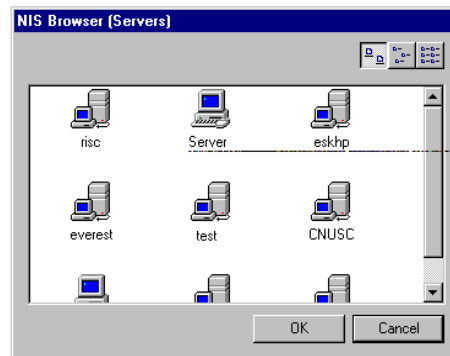 NIS Browser (Servers)
risc Server eskhp
everest test CNUSC
OK Cancel